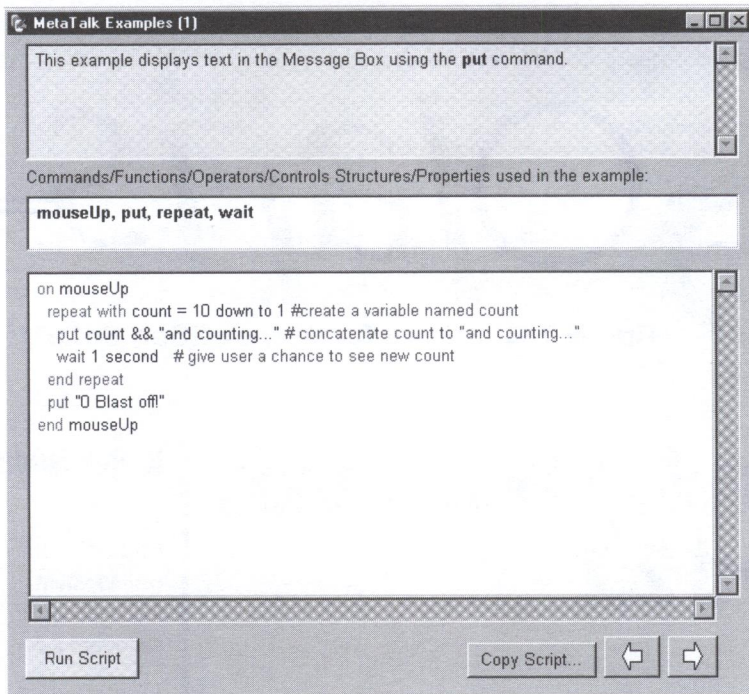 MetaTalk Examples (1)
This example displays text in the Message Box using the put command.
Commands/Functions/Operators/Controls Structures/Properties used in the example:
mouseUp, put, repeat, wait
on mouseUp
repeat with count = 10 down to 1 #create a variable named count
put count && "and counting..." # concatenate count to "and counting..."
wait 1 second # give user a chance to see new count
end repeat
put "0 Blast off!"
end mouseUp
Run Script
Copy Script...